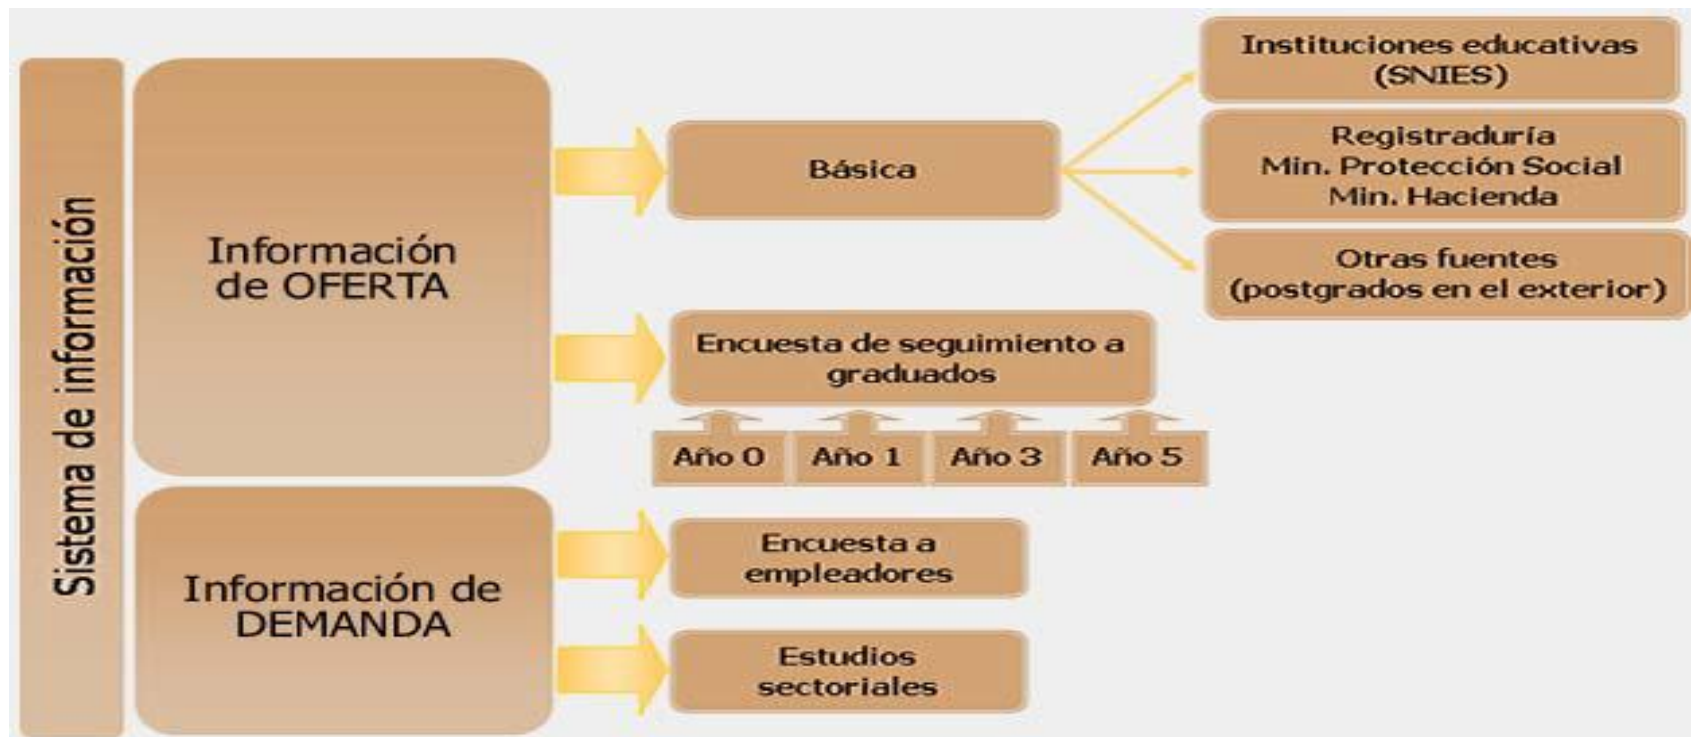 Sistema de información
Información
de OFERTA
Básica
Instituciones educativas
(SNIES)
Registraduría
Min. Protección Social
Min. Hacienda
Otras fuentes
(postgrados en el exterior)
Encuesta de seguimiento a
graduados
Año 0
Año 1
Año 3
Año 5
Información de
DEMANDA
Encuesta a
empleadores
Estudios
sectoriales